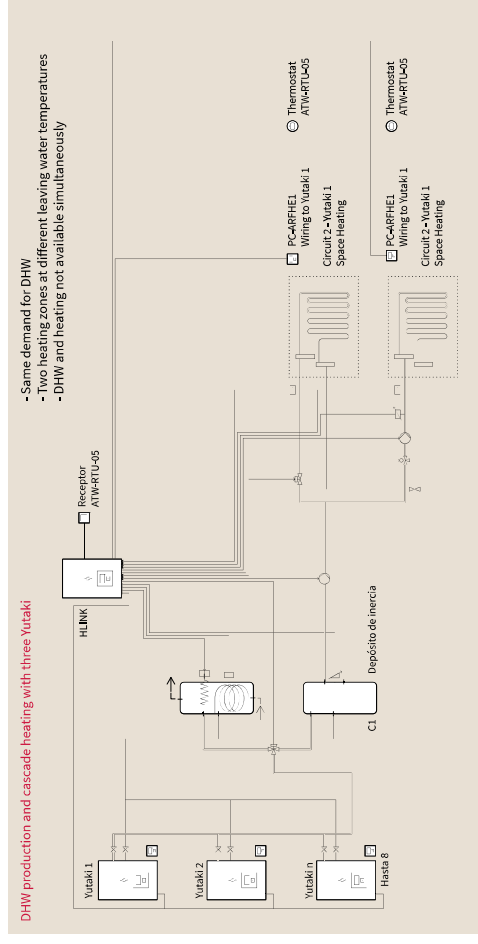 DHW production and cascade heating with three Yutaki
- Same demand for DHW
- Two heating zones at different leaving water temperatures
- DHW and heating not available simultaneously
Yutaki 1
Yutaki 2
Yutaki n
Hasta 8
HLINK
Receptor
ATW-RTU-05
C1
Depósito de inercia
PC-ARFHE1
Wiring to Yutaki 1
Circuit 2 - Yutaki 1
Space Heating
Thermostat
ATW-RTU-05
PC-ARFHE1
Wiring to Yutaki 1
Circuit 2 - Yutaki 1
Space Heating
Thermostat
ATW-RTU-05